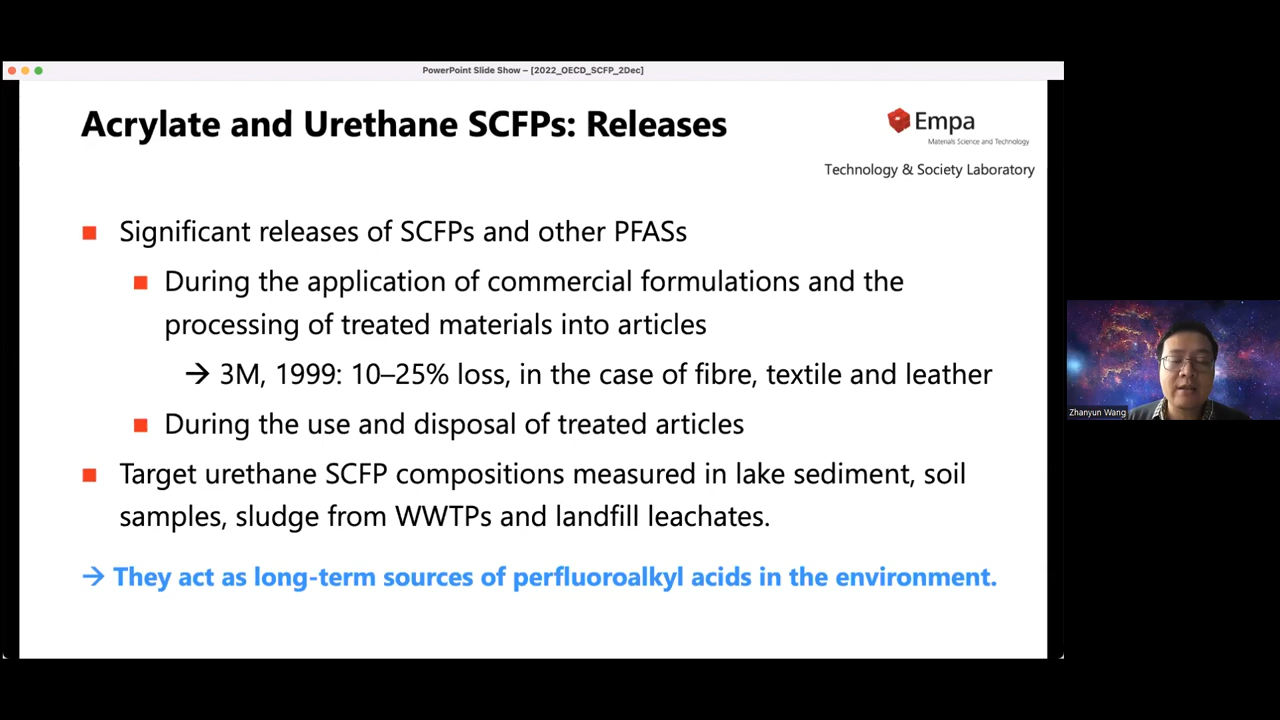 PowerPoint Slide Show – [2022_OECD_SCFP_2Dec]
Acrylate and Urethane SCFPs: Releases
Empa
Materials Science and Technology
Technology & Society Laboratory
■ Significant releases of SCFPs and other PFASs
■ During the application of commercial formulations and the
processing of treated materials into articles
→ 3M, 1999: 10–25% loss, in the case of fibre, textile and leather
■ During the use and disposal of treated articles
■ Target urethane SCFP compositions measured in lake sediment, soil
samples, sludge from WWTPs and landfill leachates.
→ They act as long-term sources of perfluoroalkyl acids in the environment.
Zhanyun Wang